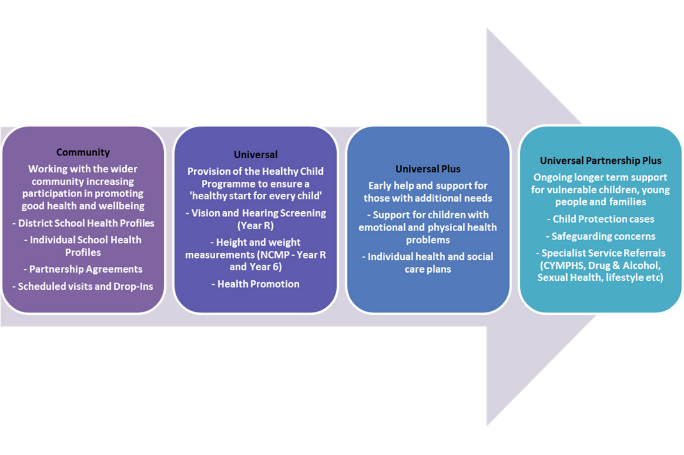 Community
Working with the wider
community increasing
participation in promoting
good health and wellbeing
- District School Health Profiles
- Individual School Health
Profiles
- Partnership Agreements
- Scheduled visits and Drop-Ins
Universal
Provision of the Healthy Child
Programme to ensure a
'healthy start for every child'
- Vision and Hearing Screening
(Year R)
- Height and weight
measurements (NCMP - Year R
and Year 6)
- Health Promotion
Universal Plus
Early help and support for
those with additional needs
- Support for children with
emotional and physical health
problems
- Individual health and social
care plans
Universal Partnership Plus
Ongoing longer term support
for vulnerable children, young
people and families
- Child Protection cases
- Safeguarding concerns
- Specialist Service Referrals
(CYMPHS, Drug & Alcohol,
Sexual Health, lifestyle etc)